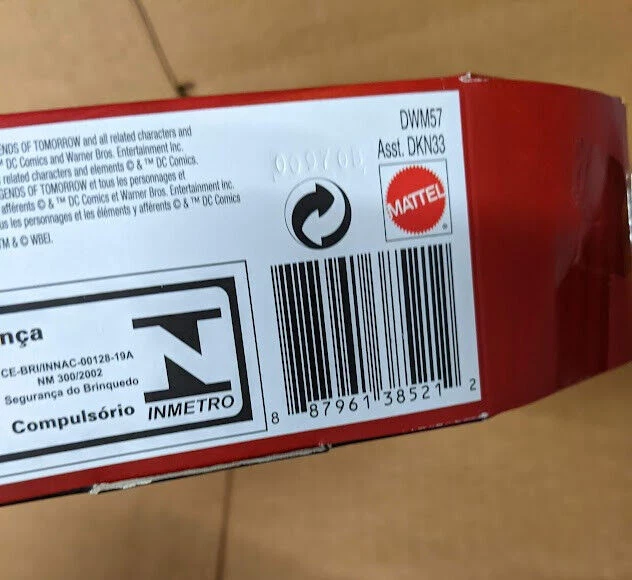 ENDS OF TOMORROW and all related characters and
™ DC Comics and Warner Bros. Entertainment Inc.
related characters and elements © & ™ DC Comics.
GENDS OF TOMORROW et tous les personnages et
afférents © & ™ DC Comics et Warner Bros. Entertainment Inc.
us les personnages et les éléments y afférents © & ™ DC Comics
TM & © WBEI.
DWM57
Asst. DKN33
MATTEL
®
nça
CE-BRI/INNAC-00128-19A
NM 300/2002
Segurança do Brinquedo
Compulsório
INMETRO
8 87961 38521 2